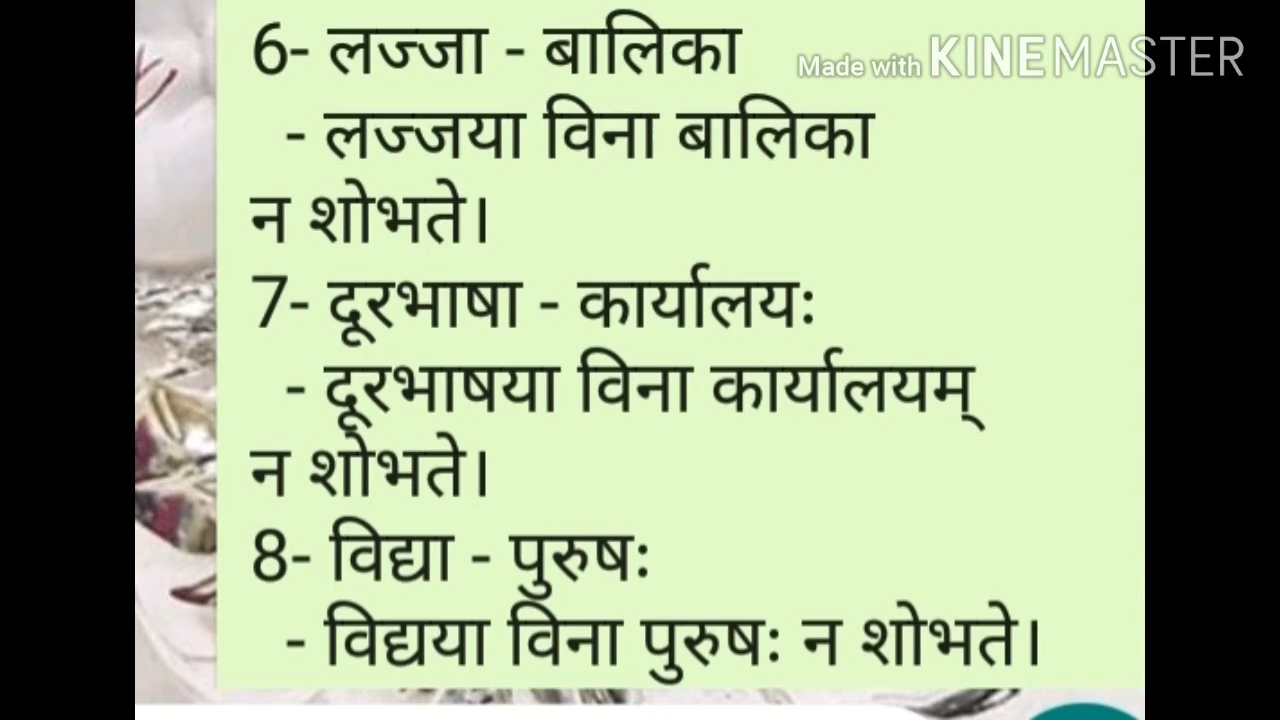 6- लज्जा - बालिका
Made with KINEMASTER
- लज्जया विना बालिका
न शोभते।
7- दूरभाषा - कार्यालयः
- दूरभाषया विना कार्यालयम्
न शोभते।
8- विद्या - पुरुषः
- विद्यया विना पुरुषः न शोभते।